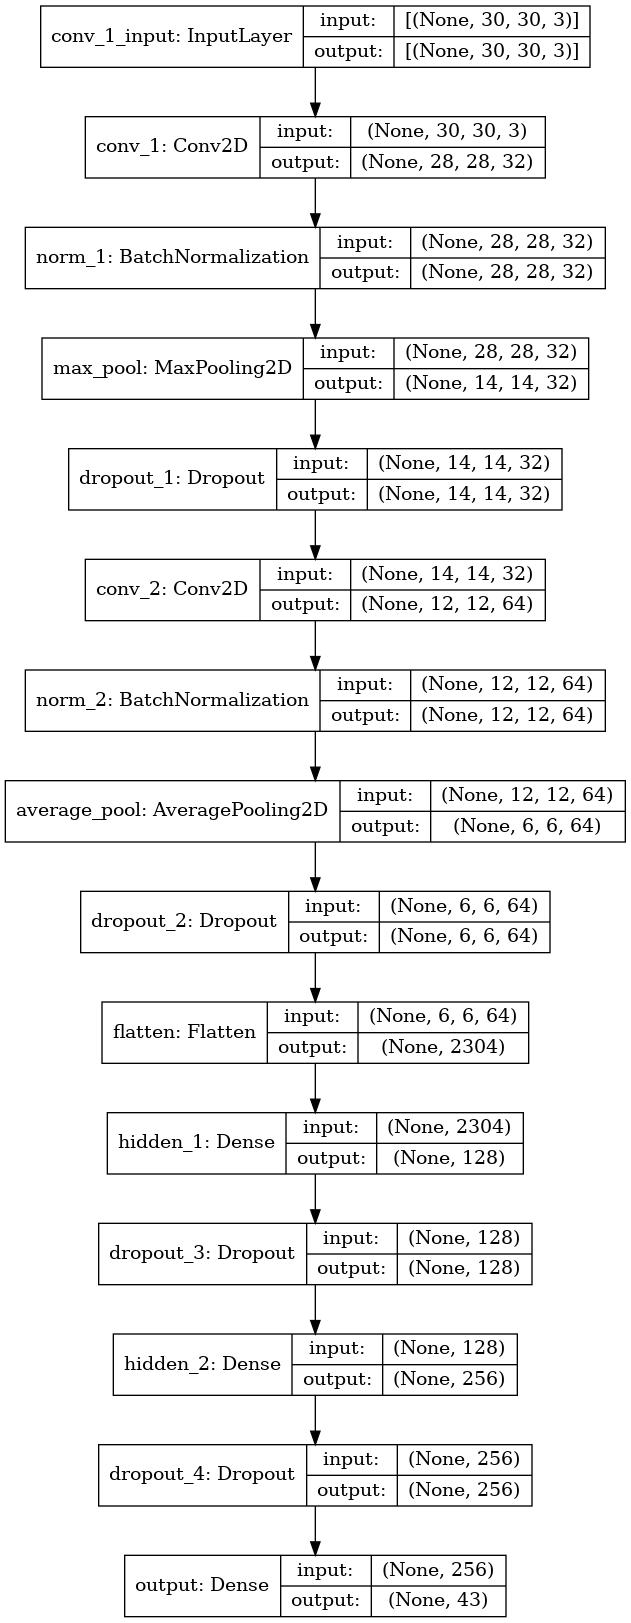 conv_1_input: InputLayer
input: [(None, 30, 30, 3)]
output: [(None, 30, 30, 3)]
conv_1: Conv2D
input: (None, 30, 30, 3)
output: (None, 28, 28, 32)
norm_1: BatchNormalization
input: (None, 28, 28, 32)
output: (None, 28, 28, 32)
max_pool: MaxPooling2D
input: (None, 28, 28, 32)
output: (None, 14, 14, 32)
dropout_1: Dropout
input: (None, 14, 14, 32)
output: (None, 14, 14, 32)
conv_2: Conv2D
input: (None, 14, 14, 32)
output: (None, 12, 12, 64)
norm_2: BatchNormalization
input: (None, 12, 12, 64)
output: (None, 12, 12, 64)
average_pool: AveragePooling2D
input: (None, 12, 12, 64)
output: (None, 6, 6, 64)
dropout_2: Dropout
input: (None, 6, 6, 64)
output: (None, 6, 6, 64)
flatten: Flatten
input: (None, 6, 6, 64)
output: (None, 2304)
hidden_1: Dense
input: (None, 2304)
output: (None, 128)
dropout_3: Dropout
input: (None, 128)
output: (None, 128)
hidden_2: Dense
input: (None, 128)
output: (None, 256)
dropout_4: Dropout
input: (None, 256)
output: (None, 256)
output: Dense
input: (None, 256)
output: (None, 43)